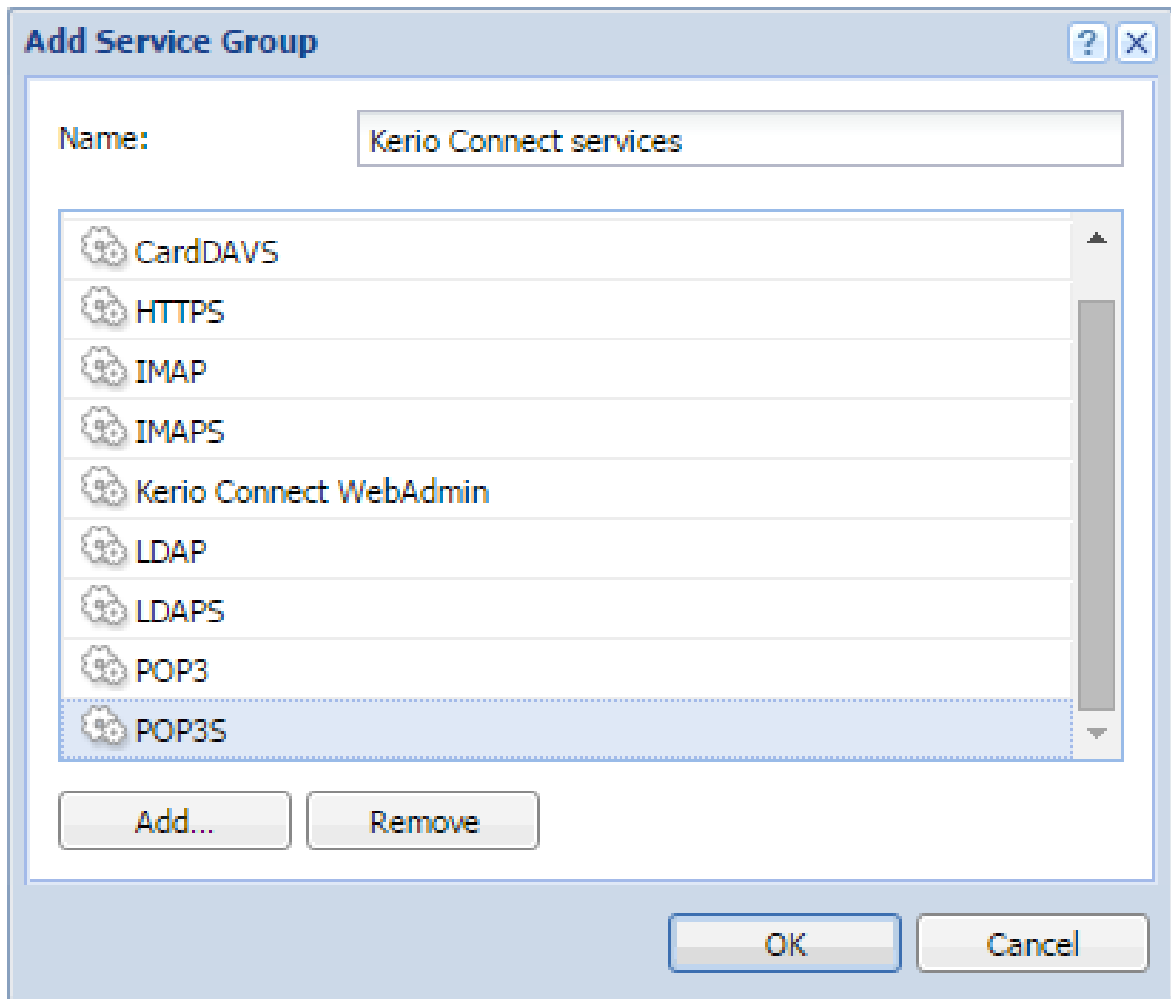 Add Service Group
?
Name:
Kerio Connect services
CardDAVS
HTTPS
IMAP
IMAPS
Kerio Connect WebAdmin
LDAP
LDAPS
POP3
POP3S
Add...
Remove
OK
Cancel